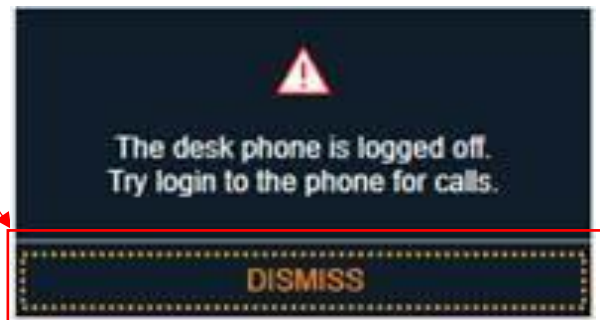 The desk phone is logged off.
Try login to the phone for calls.
DISMISS